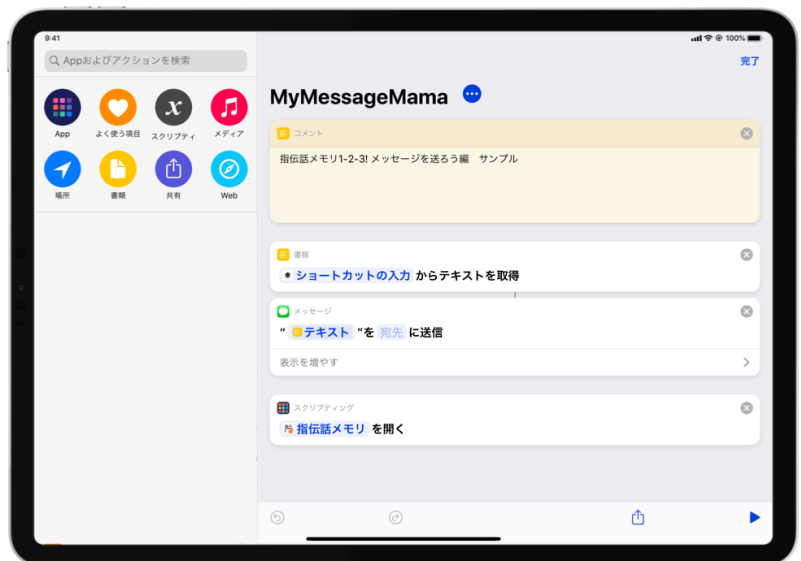 9:41
100%
Appおよびアクションを検索
完了
App
よく使う項目
スクリプティ
メディア
場所
書類
共有
Web
MyMessageMama
コメント
指伝話メモリ1-2-3! メッセージを送ろう編　サンプル
書類
ショートカットの入力 からテキストを取得
メッセージ
“ テキスト ”を 宛先 に送信
表示を増やす
スクリプティング
指伝話メモリ を開く